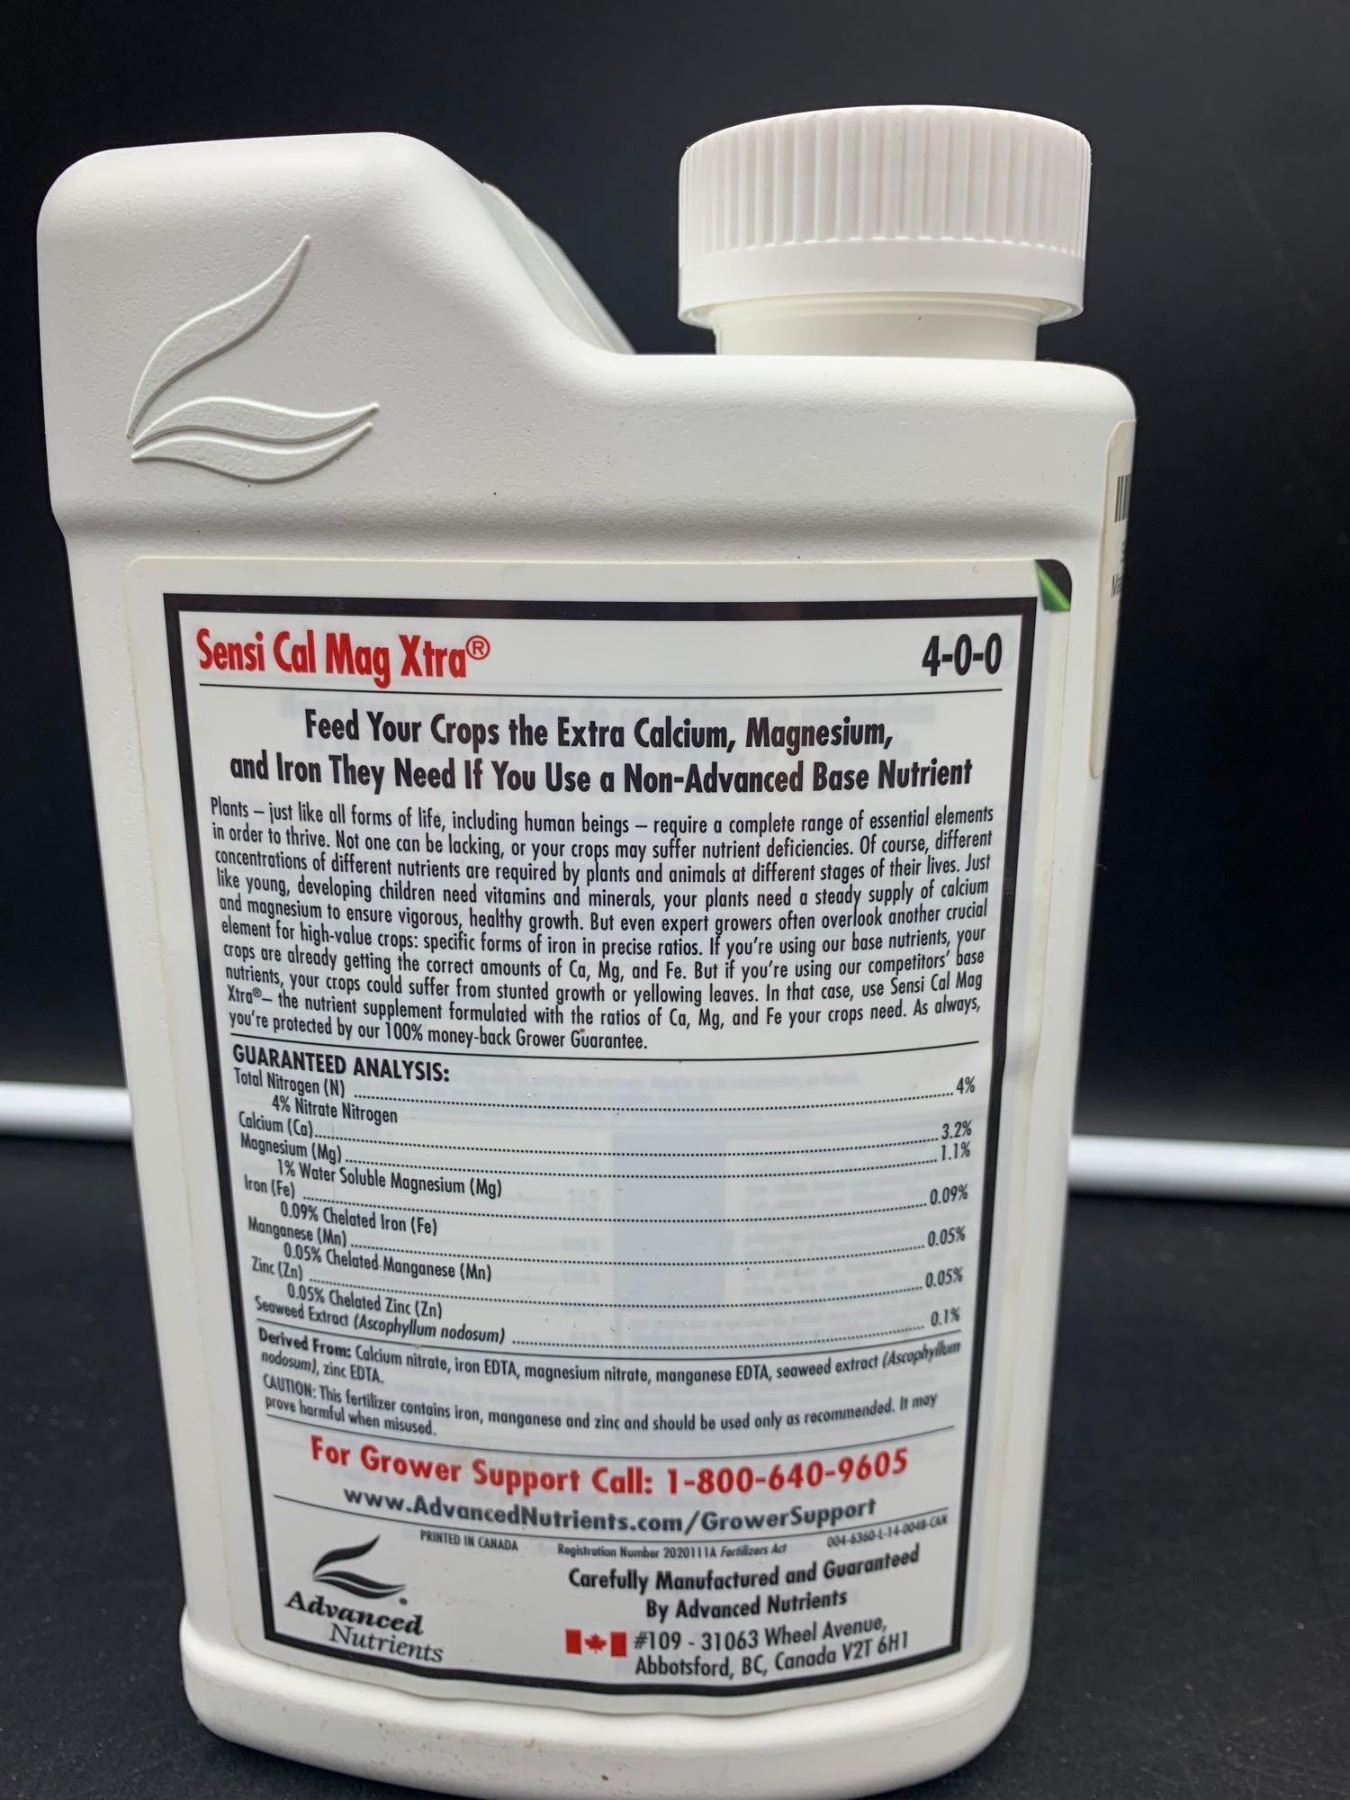 Sensi Cal Mag Xtra® 4-0-0
Feed Your Crops the Extra Calcium, Magnesium,
and Iron They Need If You Use a Non-Advanced Base Nutrient
Plants – just like all forms of life, including human beings – require a complete range of essential elements
in order to thrive. Not one can be lacking, or your crops may suffer nutrient deficiencies. Of course, different
concentrations of different nutrients are required by plants and animals at different stages of their lives. Just
like young, developing children need vitamins and minerals, your plants need a steady supply of calcium
and magnesium to ensure vigorous, healthy growth. But even expert growers often overlook another crucial
element for high-value crops: specific forms of iron in precise ratios. If you're using our base nutrients, your
crops are already getting the correct amounts of Ca, Mg, and Fe. But if you're using our competitors' base
nutrients, your crops could suffer from stunted growth or yellowing leaves. In that case, use Sensi Cal Mag
Xtra®– the nutrient supplement formulated with the ratios of Ca, Mg, and Fe your crops need. As always,
you're protected by our 100% money-back Grower Guarantee.
GUARANTEED ANALYSIS:
Total Nitrogen (N) 4%
4% Nitrate Nitrogen
Calcium (Ca) 3.2%
Magnesium (Mg) 1.1%
1% Water Soluble Magnesium (Mg)
Iron (Fe) 0.09%
0.09% Chelated Iron (Fe)
Manganese (Mn) 0.05%
0.05% Chelated Manganese (Mn)
Zinc (Zn) 0.05%
0.05% Chelated Zinc (Zn)
Seaweed Extract (Ascophyllum nodosum) 0.1%
Derived From: Calcium nitrate, iron EDTA, magnesium nitrate, manganese EDTA, seaweed extract (Ascophyllum
nodosum), zinc EDTA.
CAUTION: This fertilizer contains iron, manganese and zinc and should be used only as recommended. It may
prove harmful when misused.
For Grower Support Call: 1-800-640-9605
www.AdvancedNutrients.com/GrowerSupport
PRINTED IN CANADA Registration Number 2020111A Fertilizers Act 004-6360-L-14-004B-CAN
Carefully Manufactured and Guaranteed
By Advanced Nutrients
#109 - 31063 Wheel Avenue,
Abbotsford, BC, Canada V2T 6H1
Advanced
Nutrients